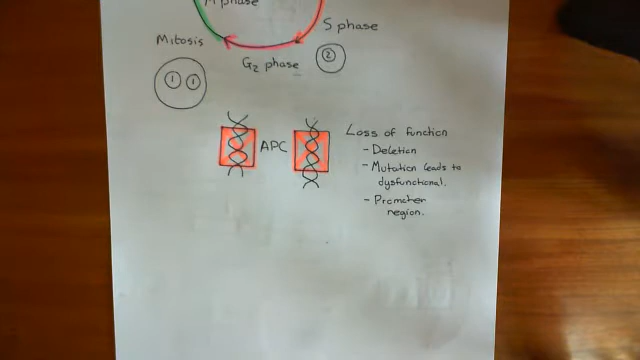 M phase
S phase
Mitosis
G2 phase
2
1 1
APC
Loss of function
- Deletion
- Mutation leads to
dysfunctional.
- Promoter
region.